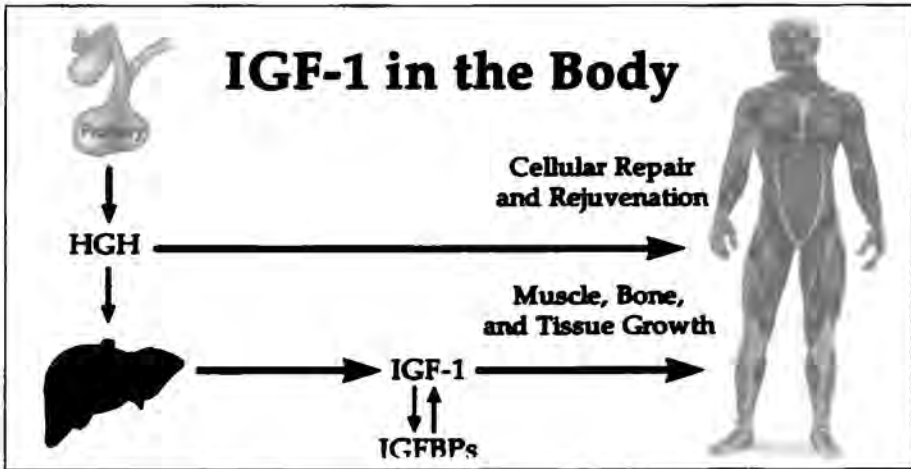 IGF-1 in the Body
Pituitary
Cellular Repair
and Rejuvenation
HGH
Muscle, Bone,
and Tissue Growth
IGF-1
IGFBPs